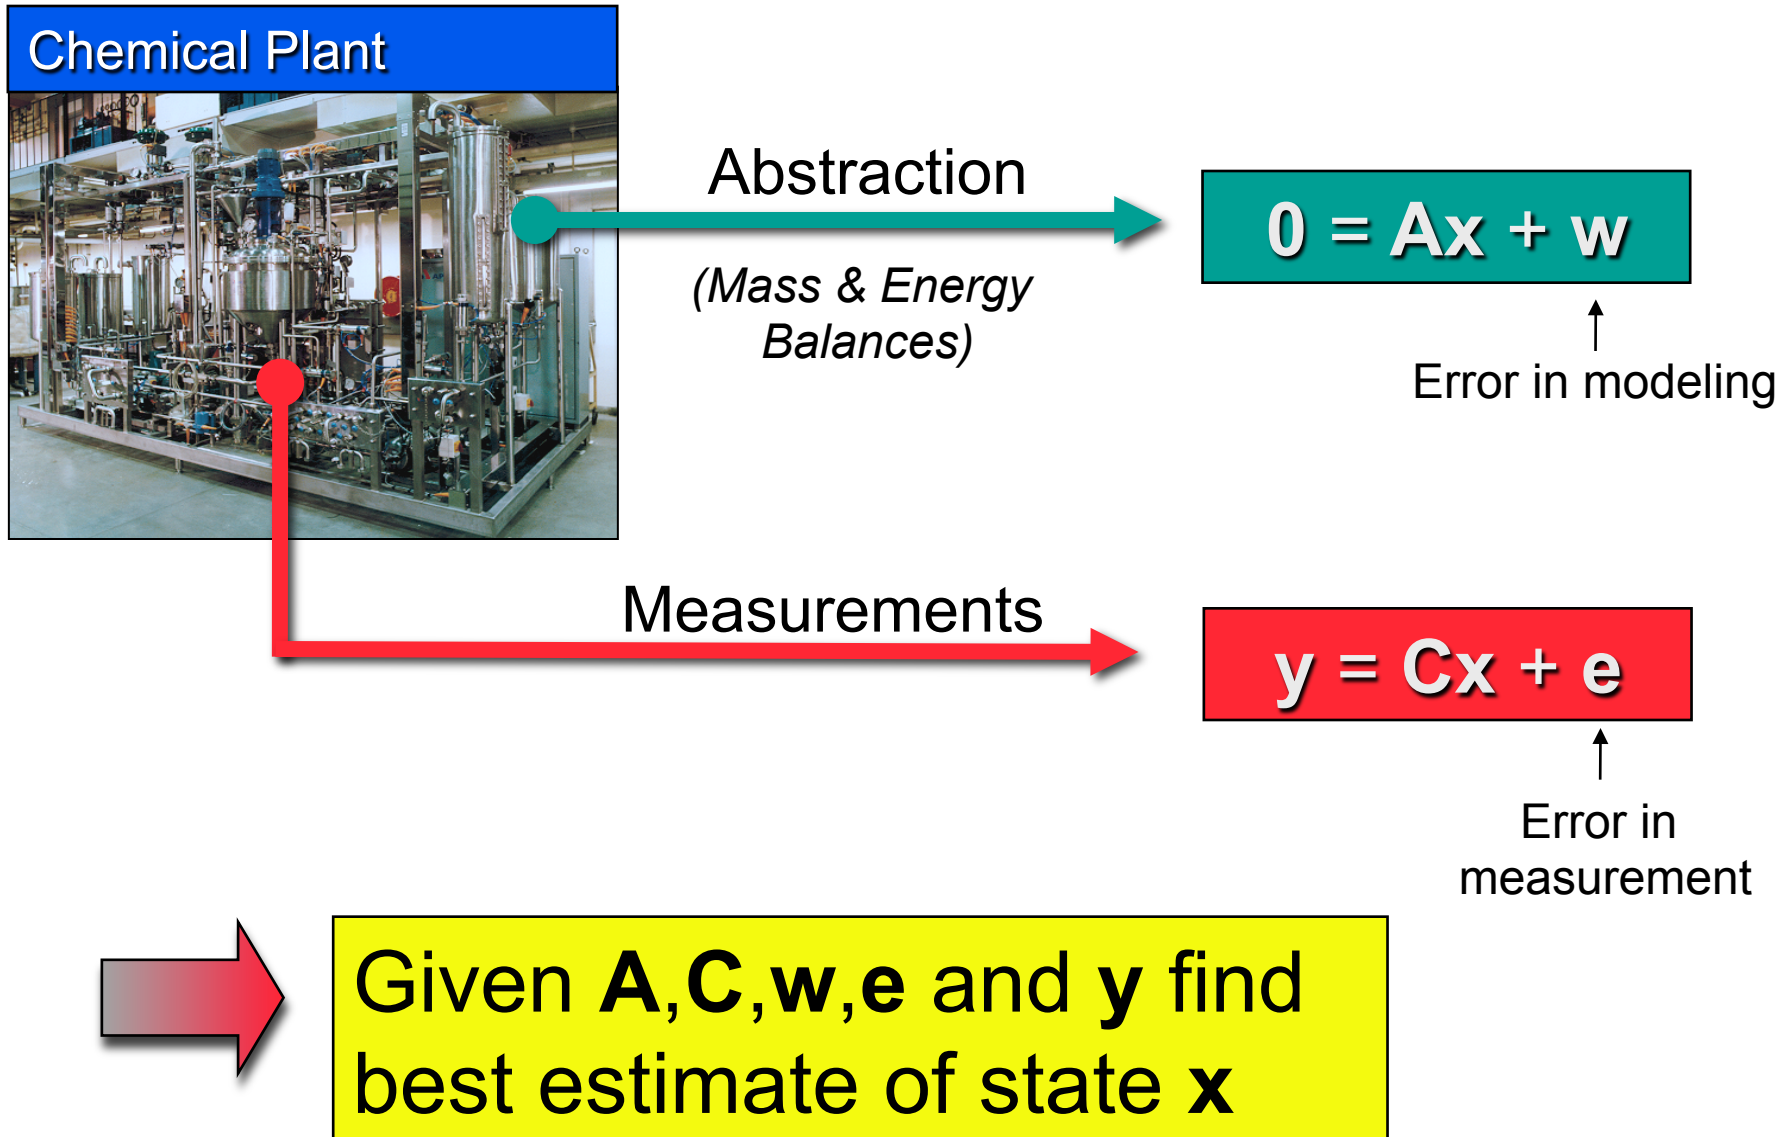 Chemical Plant
Abstraction
(Mass & Energy
Balances)
0 = Ax + w
Error in modeling
Measurements
y = Cx + e
Error in
measurement
Given A,C,w,e and y find
best estimate of state x